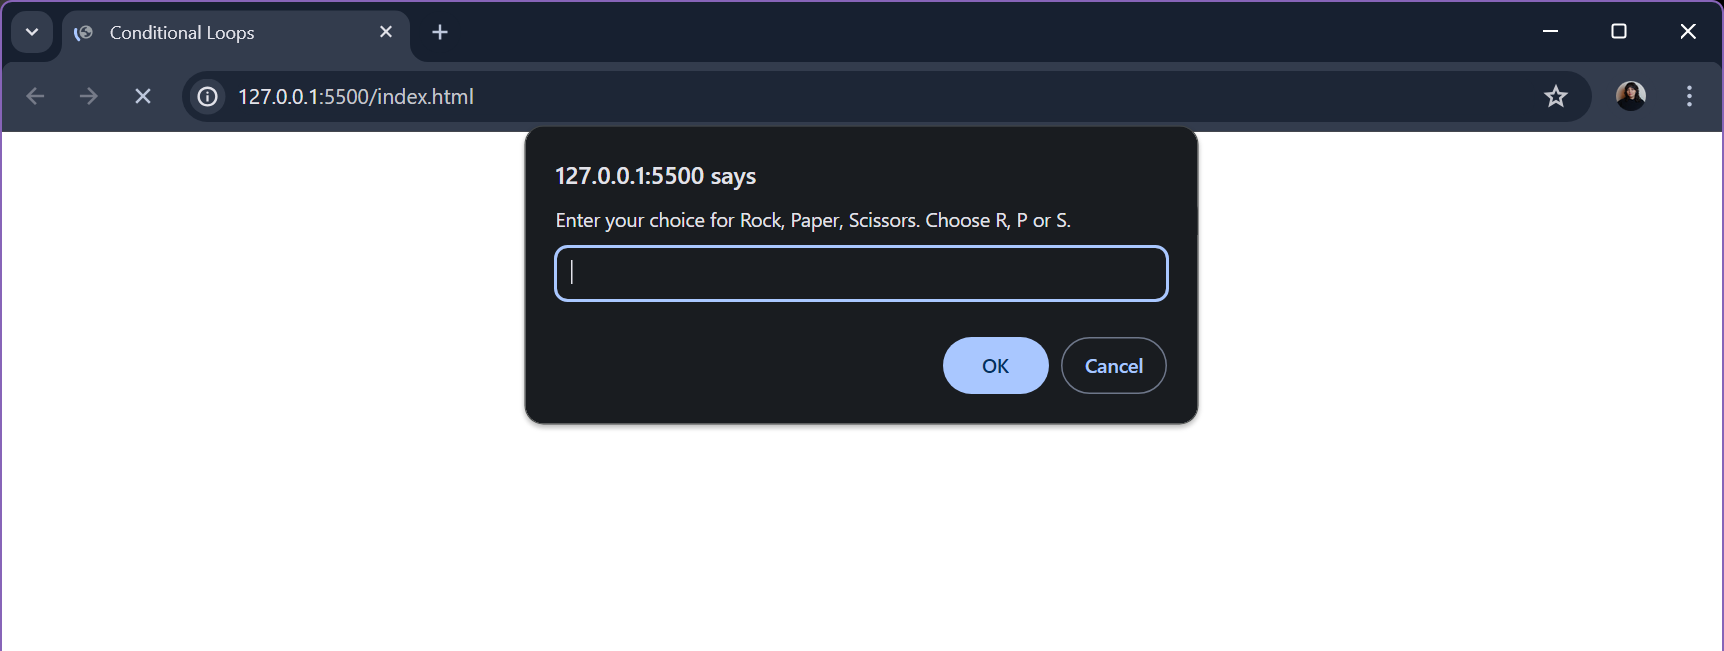 Conditional Loops
127.0.0.1:5500/index.html
127.0.0.1:5500 says
Enter your choice for Rock, Paper, Scissors. Choose R, P or S.
OK Cancel